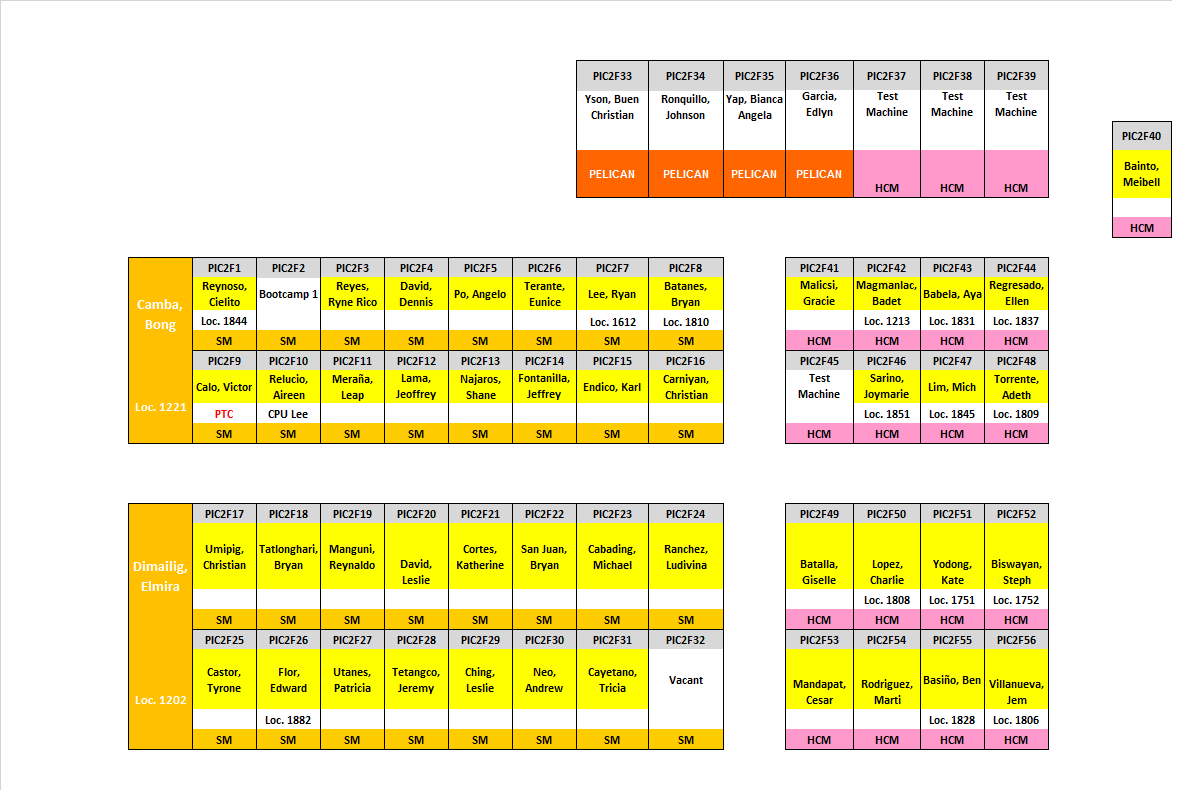 PIC2F33 PIC2F34 PIC2F35 PIC2F36 PIC2F37 PIC2F38 PIC2F39
Yson, Buen Ronquillo, Yap, Bianca Garcia, Test Test Test
Christian Johnson Angela Edlyn Machine Machine Machine
PELICAN PELICAN PELICAN PELICAN HCM HCM HCM
PIC2F40
Bainto,
Meibell
HCM
Camba,
Bong
Loc. 1221
PIC2F1 PIC2F2 PIC2F3 PIC2F4 PIC2F5 PIC2F6 PIC2F7 PIC2F8
Reynoso, Reyes, David, Terante, Batanes,
Cielito Bootcamp 1 Ryne Rico Dennis Po, Angelo Eunice Lee, Ryan Bryan
Loc. 1844 Loc. 1612 Loc. 1810
SM SM SM SM SM SM SM SM
PIC2F9 PIC2F10 PIC2F11 PIC2F12 PIC2F13 PIC2F14 PIC2F15 PIC2F16
Relucio, Meraña, Lama, Najaros, Fontanilla, Carniyan,
Calo, Victor Aireen Leap Jeoffrey Shane Jeffrey Endico, Karl Christian
PTC CPU Lee
SM SM SM SM SM SM SM SM
PIC2F41 PIC2F42 PIC2F43 PIC2F44
Malicsi, Magmanlac, Regresado,
Gracie Badet Babela, Aya Ellen
Loc. 1213 Loc. 1831 Loc. 1837
HCM HCM HCM HCM
PIC2F45 PIC2F46 PIC2F47 PIC2F48
Test Sarino, Torrente,
Machine Joymarie Lim, Mich Adeth
Loc. 1851 Loc. 1845 Loc. 1809
HCM HCM HCM HCM
Dimailig,
Elmira
Loc. 1202
PIC2F17 PIC2F18 PIC2F19 PIC2F20 PIC2F21 PIC2F22 PIC2F23 PIC2F24
Umipig, Tatlonghari, Manguni, David, Cortes, San Juan, Cabading, Ranchez,
Christian Bryan Reynaldo Leslie Katherine Bryan Michael Ludivina
SM SM SM SM SM SM SM SM
PIC2F25 PIC2F26 PIC2F27 PIC2F28 PIC2F29 PIC2F30 PIC2F31 PIC2F32
Castor, Flor, Utanes, Tetangco, Ching, Neo, Cayetano, Vacant
Tyrone Edward Patricia Jeremy Leslie Andrew Tricia
Loc. 1882
SM SM SM SM SM SM SM SM
PIC2F49 PIC2F50 PIC2F51 PIC2F52
Batalla, Lopez, Yodong, Biswayan,
Giselle Charlie Kate Steph
Loc. 1808 Loc. 1751 Loc. 1752
HCM HCM HCM HCM
PIC2F53 PIC2F54 PIC2F55 PIC2F56
Mandapat, Rodriguez, Basiño, Ben Villanueva,
Cesar Marti Jem
Loc. 1828 Loc. 1806
HCM HCM HCM HCM